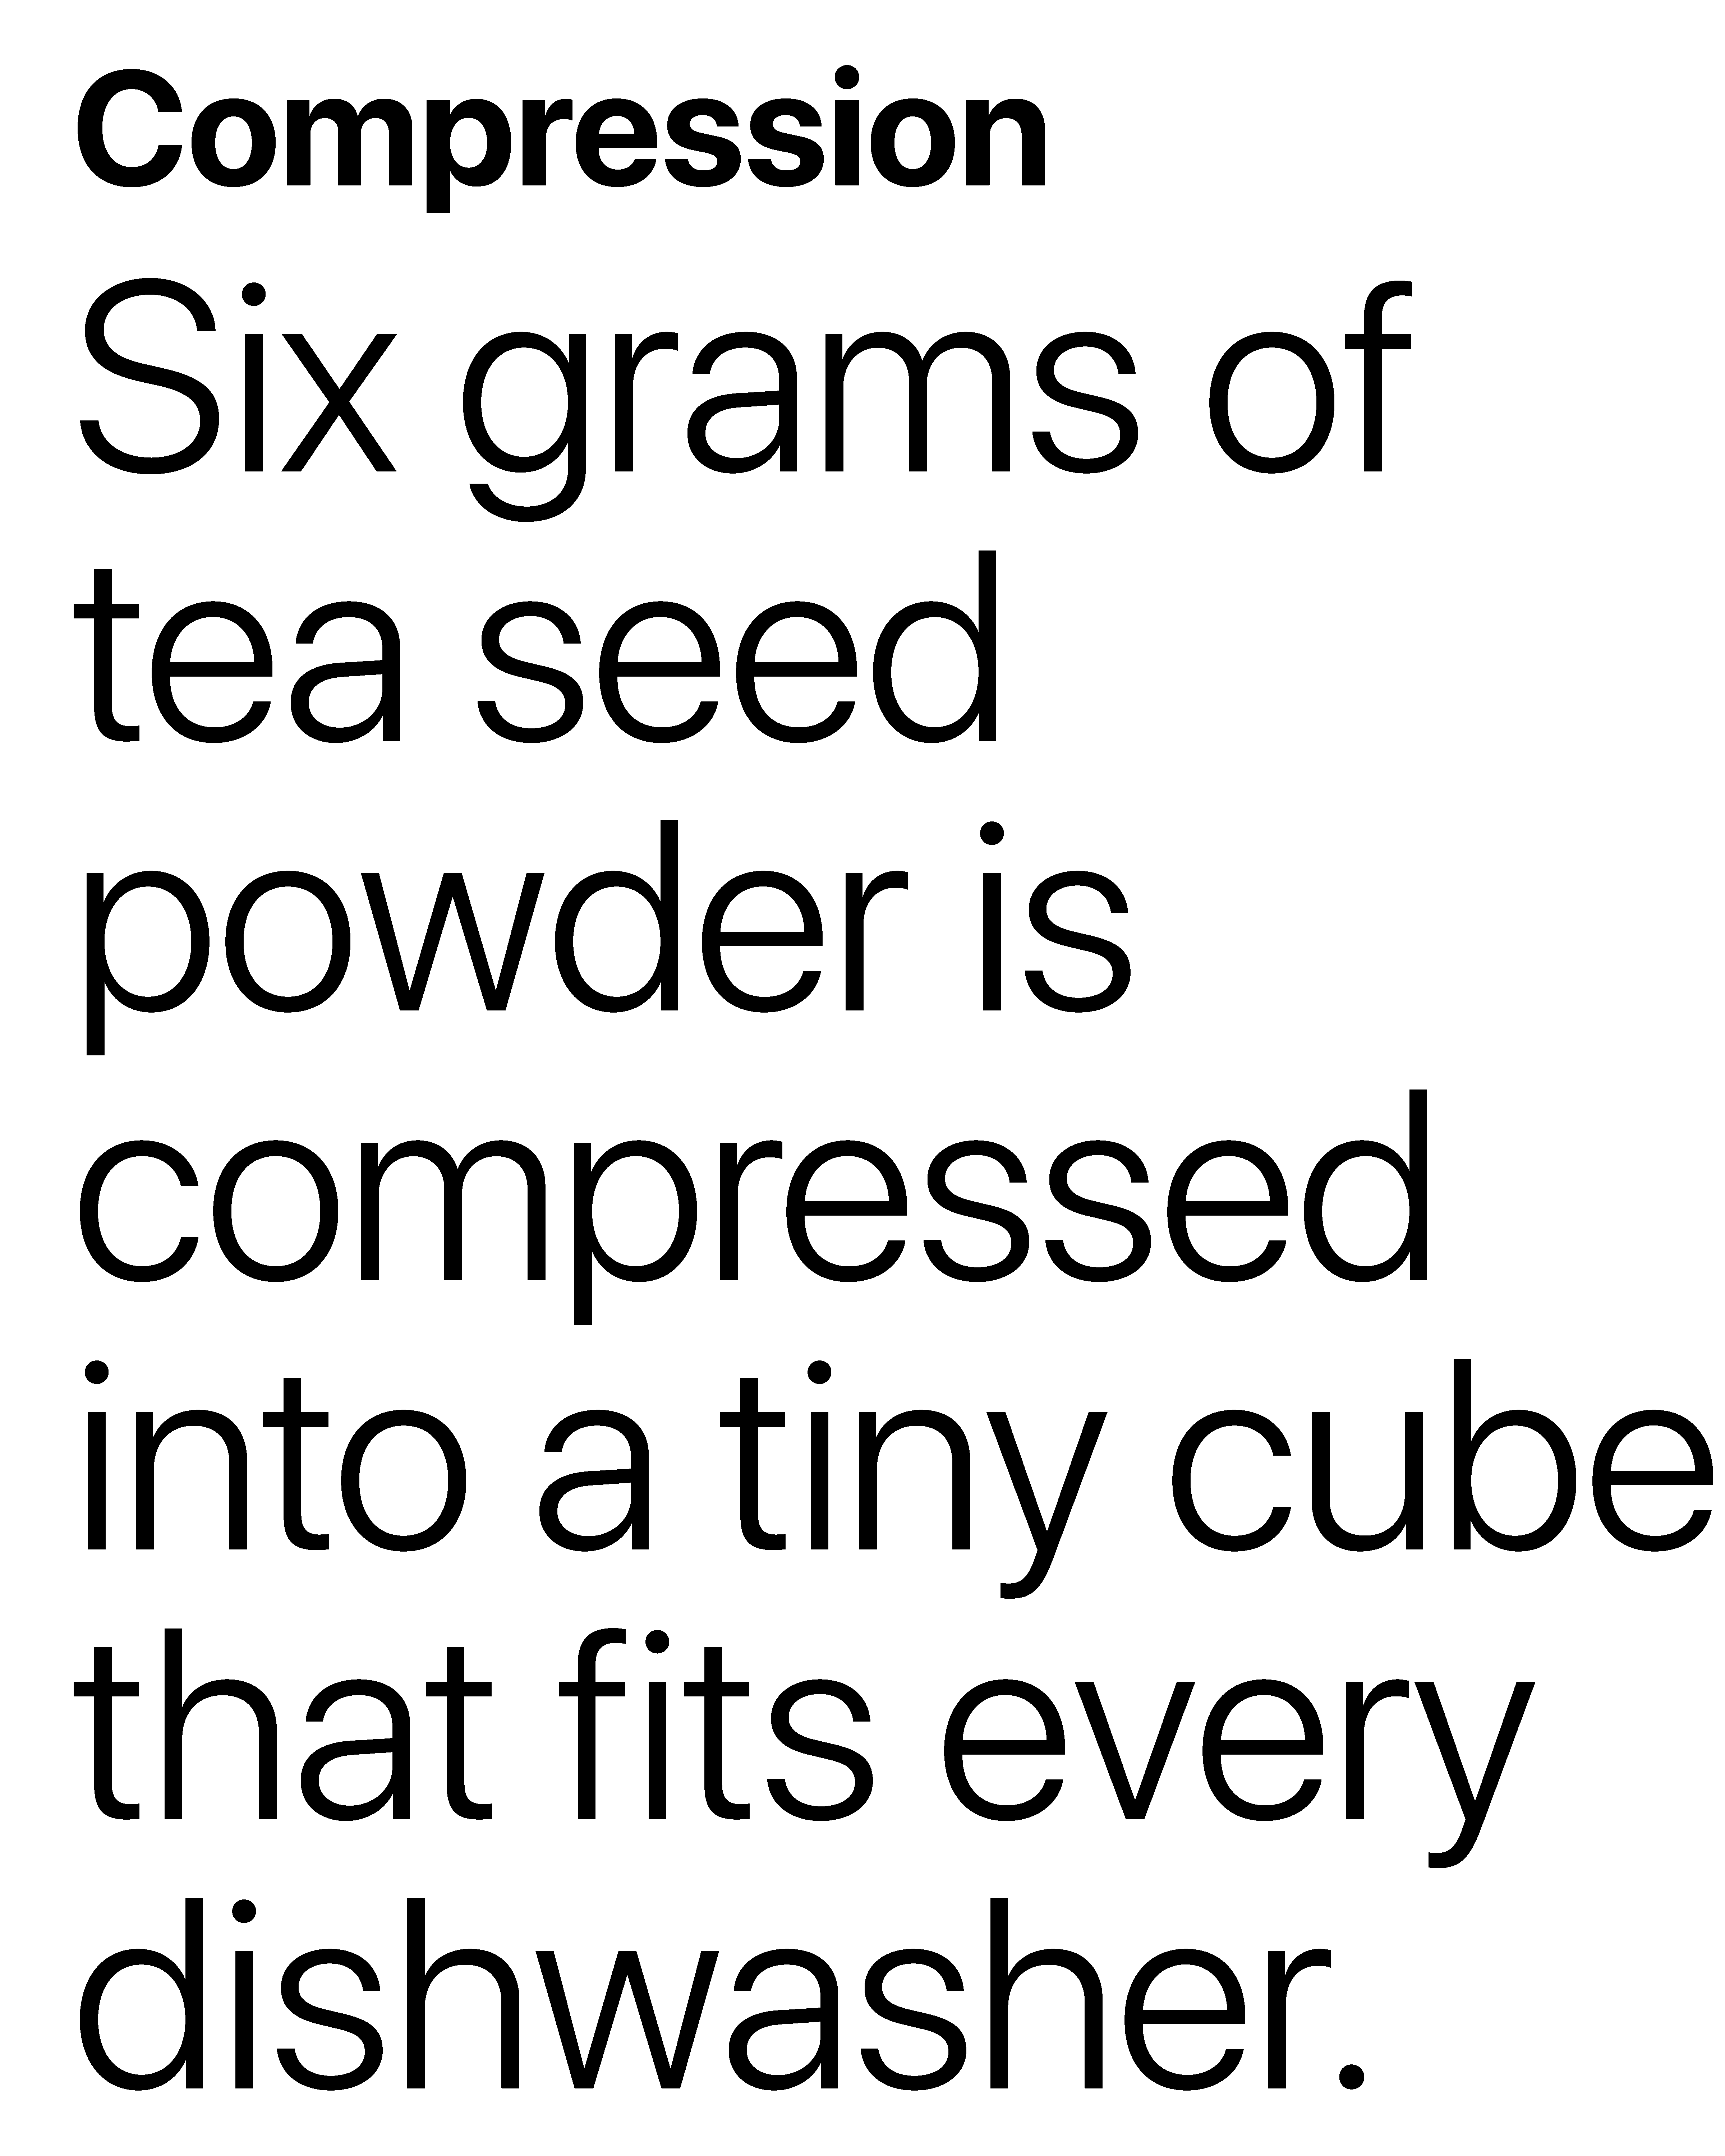 Compression
Six grams of
tea seed
powder is
compressed
into a tiny cube
that fits every
dishwasher.